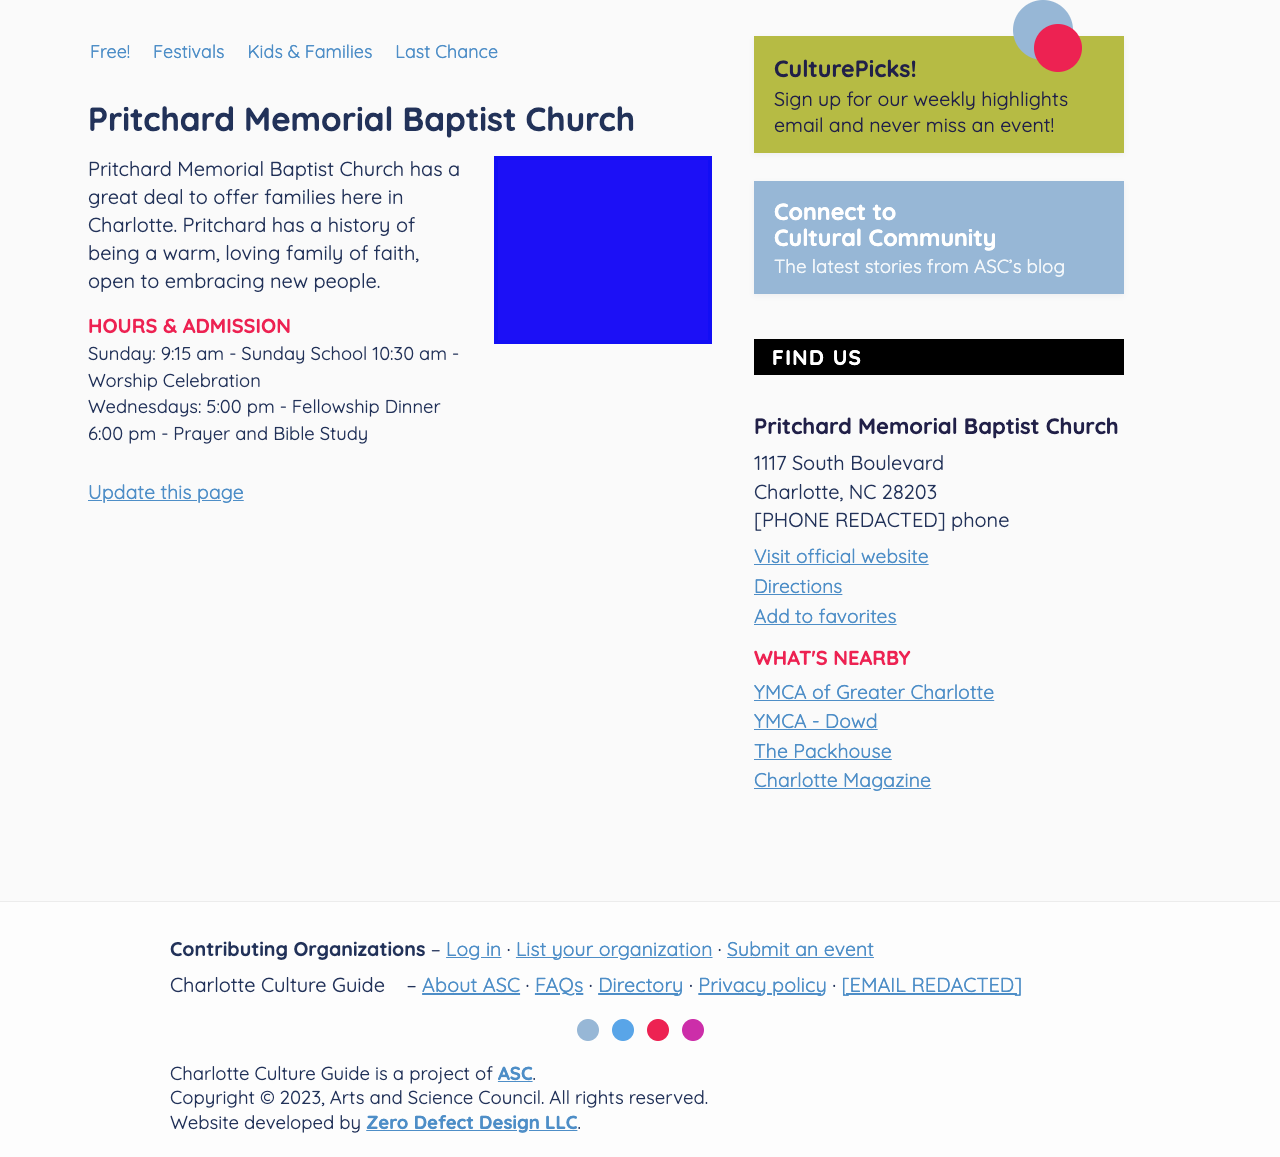 Free! Festivals Kids & Families Last Chance
Pritchard Memorial Baptist Church
Pritchard Memorial Baptist Church has a
great deal to offer families here in
Charlotte. Pritchard has a history of
being a warm, loving family of faith,
open to embracing new people.
HOURS & ADMISSION
Sunday: 9:15 am - Sunday School 10:30 am -
Worship Celebration
Wednesdays: 5:00 pm - Fellowship Dinner
6:00 pm - Prayer and Bible Study
Update this page
CulturePicks!
Sign up for our weekly highlights
email and never miss an event!
Connect to
Cultural Community
The latest stories from ASC’s blog
FIND US
Pritchard Memorial Baptist Church
1117 South Boulevard
Charlotte, NC 28203
[PHONE REDACTED] phone
Visit official website
Directions
Add to favorites
WHAT'S NEARBY
YMCA of Greater Charlotte
YMCA - Dowd
The Packhouse
Charlotte Magazine
Contributing Organizations – Log in · List your organization · Submit an event
Charlotte Culture Guide – About ASC · FAQs · Directory · Privacy policy · [EMAIL REDACTED]
Charlotte Culture Guide is a project of ASC.
Copyright © 2023, Arts and Science Council. All rights reserved.
Website developed by Zero Defect Design LLC.